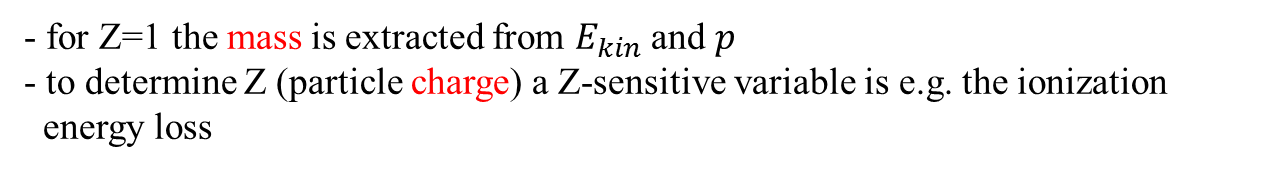 - for Z=1 the mass is extracted from E_kin and p
- to determine Z (particle charge) a Z-sensitive variable is e.g. the ionization
energy loss